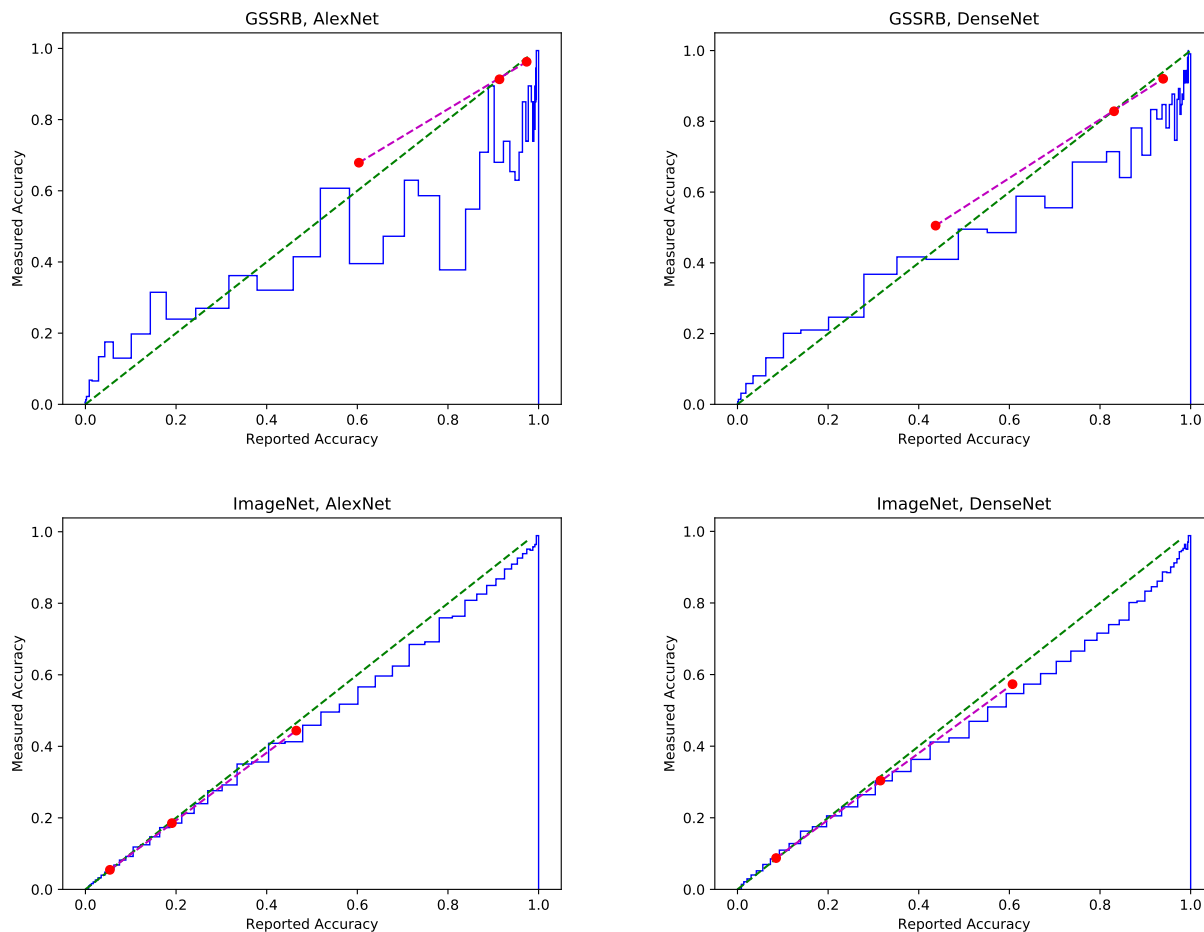 GSSRB, AlexNet
1.0
0.8
0.6
0.4
0.2
0.0
Measured Accuracy
0.0 0.2 0.4 0.6 0.8 1.0
Reported Accuracy
GSSRB, DenseNet
1.0
0.8
0.6
0.4
0.2
0.0
Measured Accuracy
0.0 0.2 0.4 0.6 0.8 1.0
Reported Accuracy
ImageNet, AlexNet
1.0
0.8
0.6
0.4
0.2
0.0
Measured Accuracy
0.0 0.2 0.4 0.6 0.8 1.0
Reported Accuracy
ImageNet, DenseNet
1.0
0.8
0.6
0.4
0.2
0.0
Measured Accuracy
0.0 0.2 0.4 0.6 0.8 1.0
Reported Accuracy